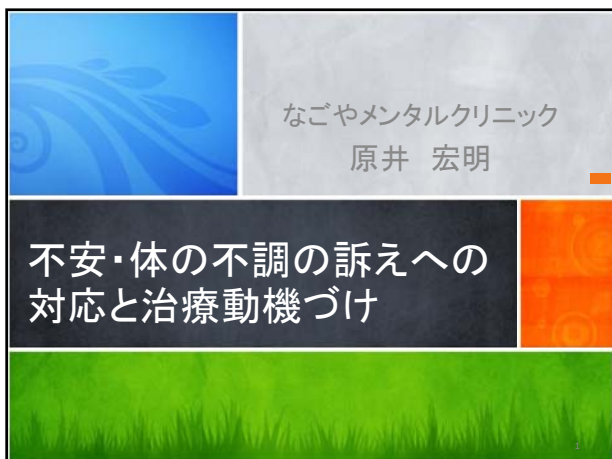 なごやメンタルクリニック
原井 宏明
不安・体の不調の訴えへの
対応と治療動機づけ
1